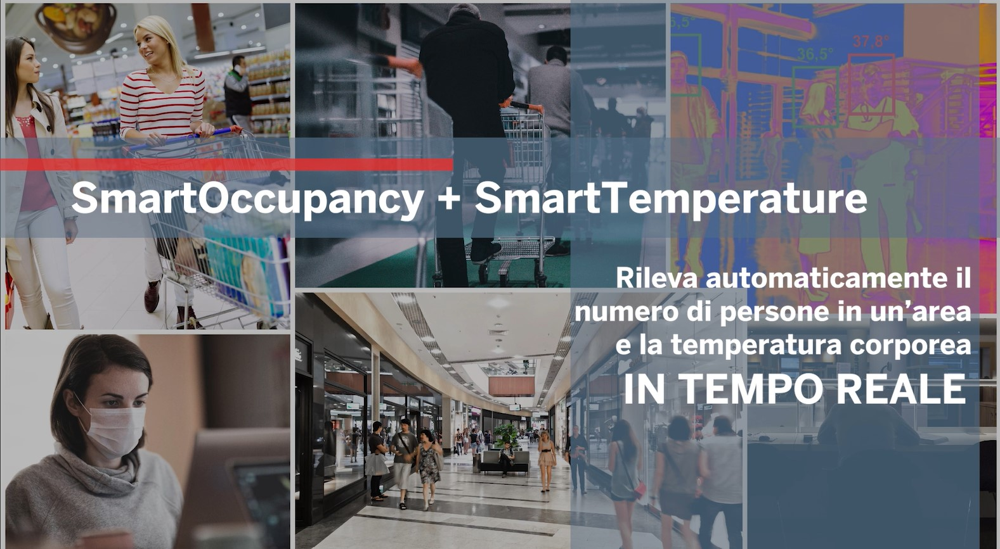 36,5°
37,8°
SmartOccupancy + SmartTemperature
Rileva automaticamente il
numero di persone in un’area
e la temperatura corporea
IN TEMPO REALE